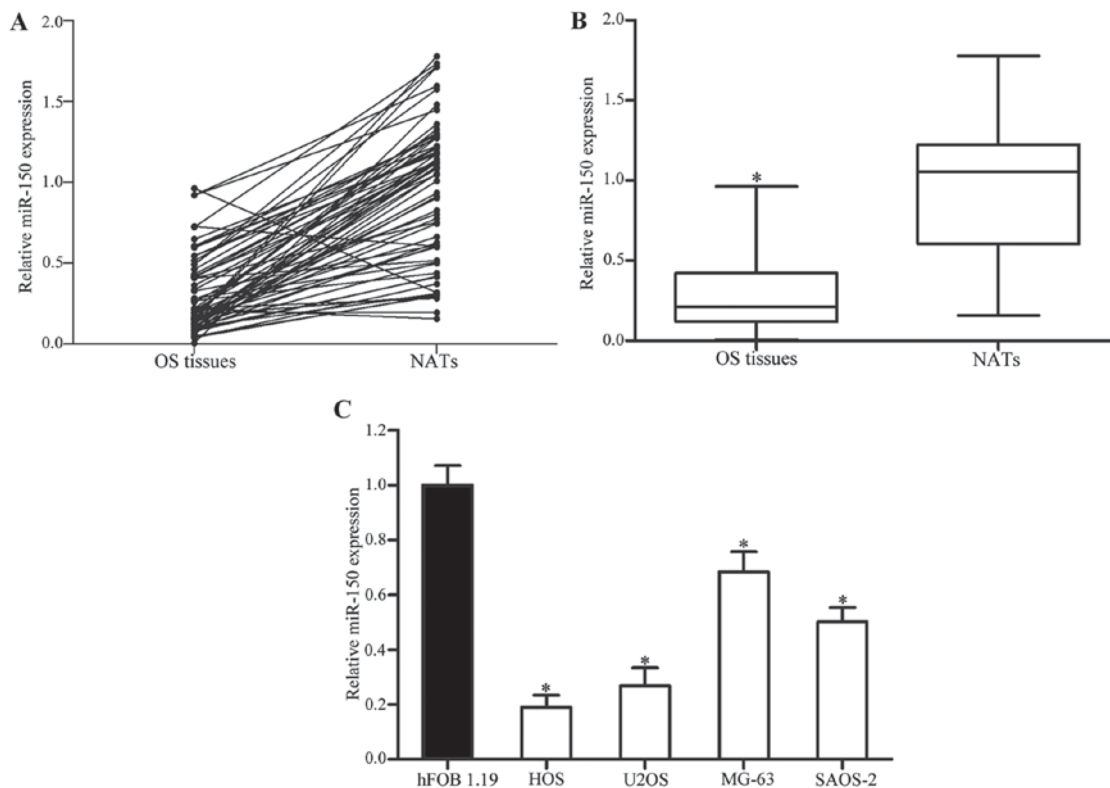 A
Relative miR-150 expression
2.0
1.5
1.0
0.5
0.0
OS tissues
NATs
B
Relative miR-150 expression
2.0
1.5
1.0
0.5
0.0
*
OS tissues
NATs
C
Relative miR-150 expression
1.2
1.0
0.8
0.6
0.4
0.2
0.0
*
*
*
*
hFOB 1.19
HOS
U2OS
MG-63
SAOS-2